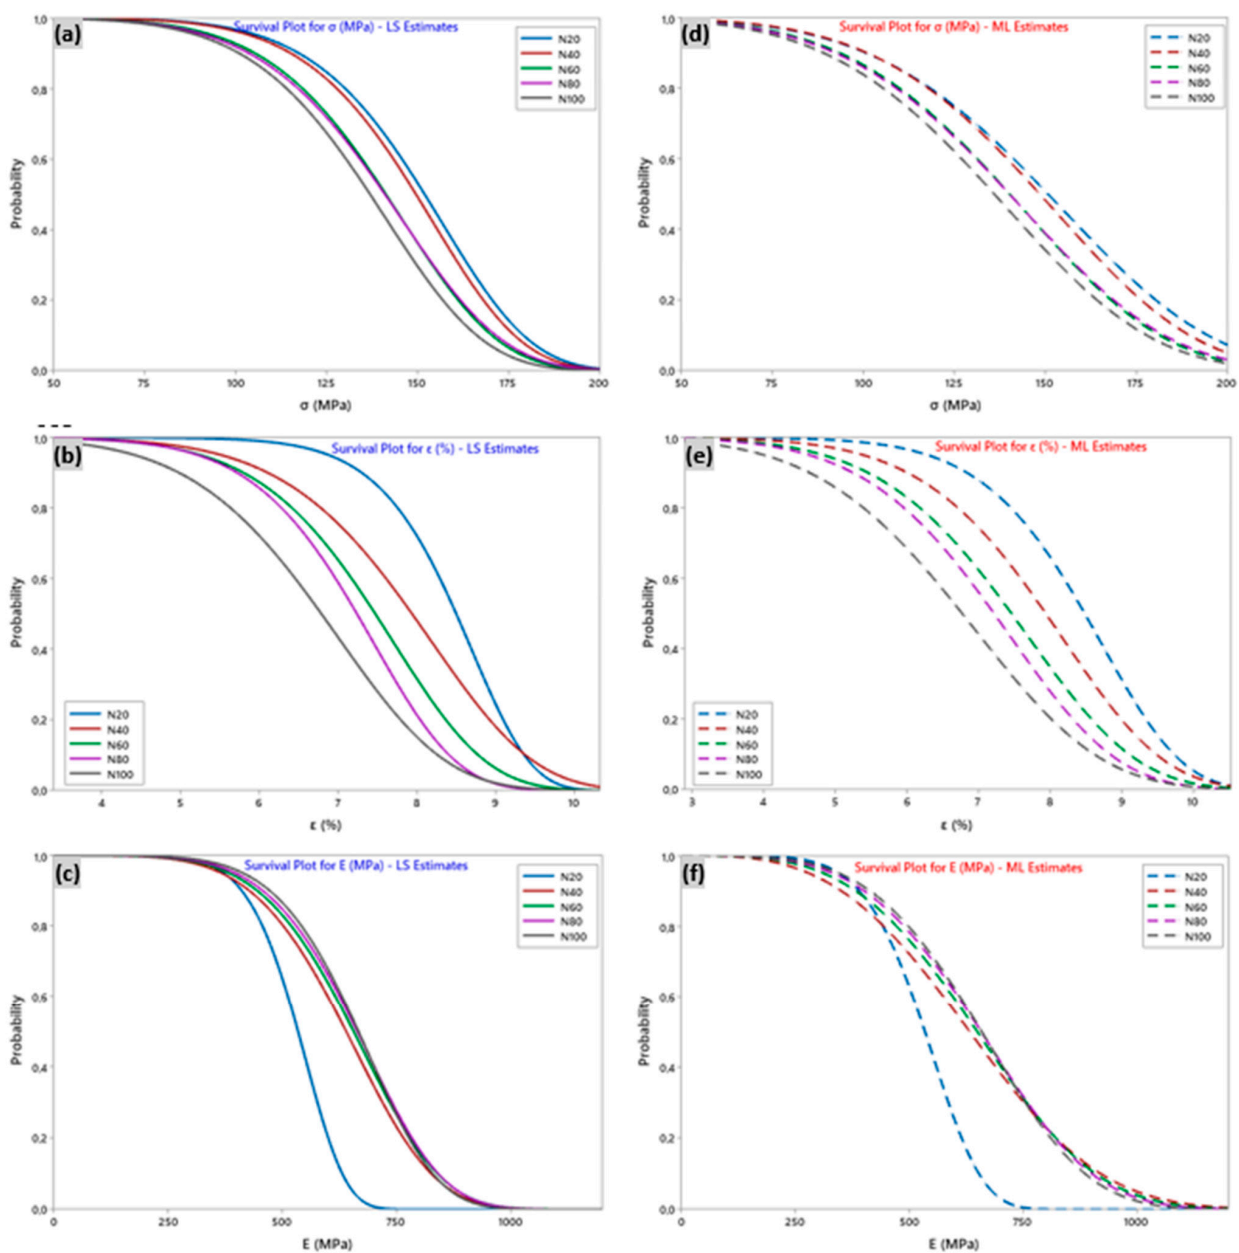 (a)
Survival Plot for σ (MPa) - LS Estimates
N20
N40
N60
N80
N100
Probability
1,0
0,8
0,6
0,4
0,2
0,0
50 75 100 125 150 175 200
σ (MPa)
(d)
Survival Plot for σ (MPa) - ML Estimates
N20
N40
N60
N80
N100
Probability
1,0
0,8
0,6
0,4
0,2
0,0
50 75 100 125 150 175 200
σ (MPa)
(b)
Survival Plot for ε (%) - LS Estimates
Probability
1,0
0,8
0,6
0,4
0,2
0,0
N20
N40
N60
N80
N100
4 5 6 7 8 9 10
ε (%)
(e)
Survival Plot for ε (%) - ML Estimates
Probability
1,0
0,8
0,6
0,4
0,2
0,0
N20
N40
N60
N80
N100
3 4 5 6 7 8 9 10
ε (%)
(c)
Survival Plot for E (MPa) - LS Estimates
N20
N40
N60
N80
N100
Probability
1,0
0,8
0,6
0,4
0,2
0,0
0 250 500 750 1000
E (MPa)
(f)
Survival Plot for E (MPa) - ML Estimates
N20
N40
N60
N80
N100
Probability
1,0
0,8
0,6
0,4
0,2
0,0
0 250 500 750 1000
E (MPa)